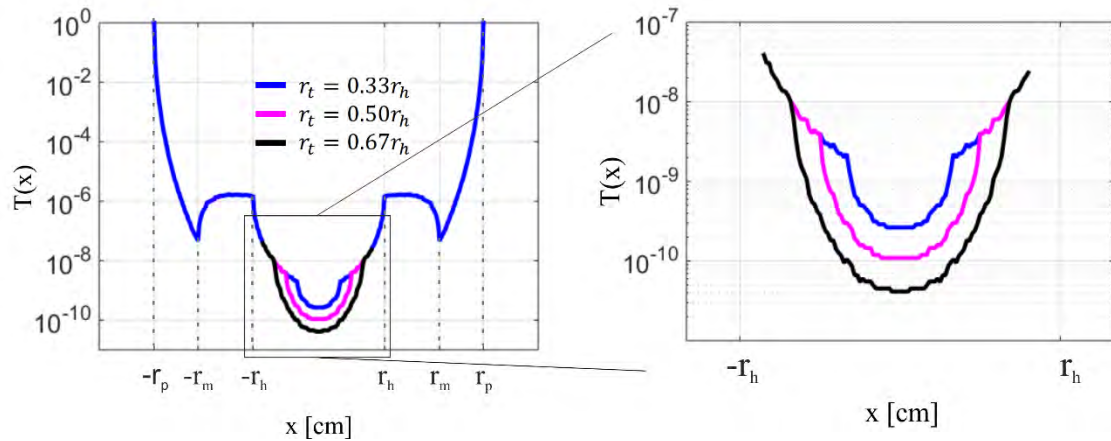 T(x)
10^0
10^-2
10^-4
10^-6
10^-8
10^-10
r_t = 0.33r_h
r_t = 0.50r_h
r_t = 0.67r_h
-r_p -r_m -r_h r_h r_m r_p
x [cm]
T(x)
10^-7
10^-8
10^-9
10^-10
-r_h r_h
x [cm]